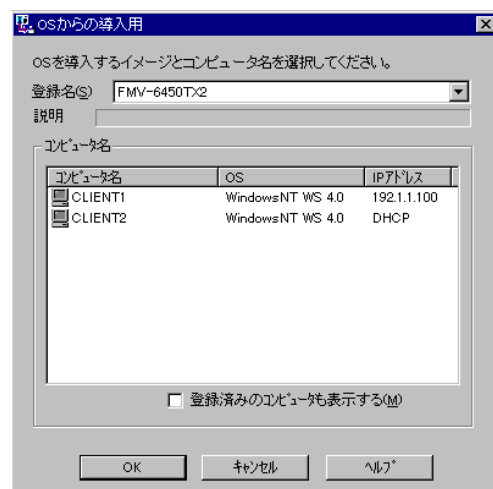 OSからの導入用
OSを導入するイメージとコンピュータ名を選択してください。
登録名(S) FMV-6450TX2
説明
ｺﾝﾋﾟｭｰﾀ名
ｺﾝﾋﾟｭｰﾀ名 OS IPｱﾄﾞﾚｽ
CLIENT1 WindowsNT WS 4.0 192.1.1.100
CLIENT2 WindowsNT WS 4.0 DHCP
登録済みのｺﾝﾋﾟｭｰﾀも表示する(M)
OK ｷｬﾝｾﾙ ﾍﾙﾌﾟ